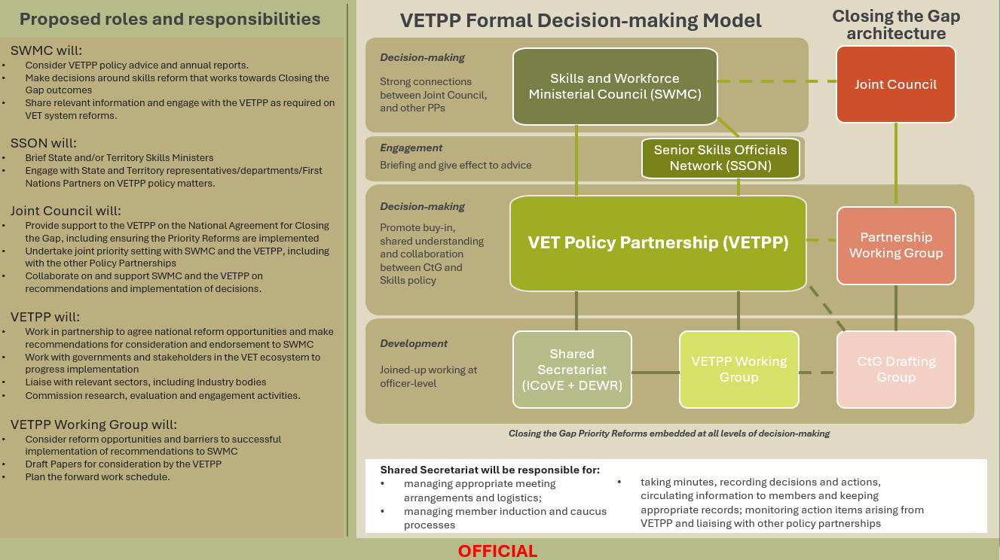 Proposed roles and responsibilities
SWMC will:
• Consider VETPP policy advice and annual reports.
• Make decisions around skills reform that works towards Closing the
Gap outcomes
• Share relevant information and engage with the VETPP as required on
VET system reforms.
SSON will:
• Brief State and/or Territory Skills Ministers
• Engage with State and Territory representatives/departments/First
Nations Partners on VETPP policy matters.
Joint Council will:
• Provide support to the VETPP on the National Agreement for Closing
the Gap, including ensuring the Priority Reforms are implemented
• Undertake joint priority setting with SWMC and the VETPP, including
with the other Policy Partnerships
• Collaborate on and support SWMC and the VETPP on
recommendations and implementation of decisions.
VETPP will:
• Work in partnership to agree national reform opportunities and make
recommendations for consideration and endorsement to SWMC
• Work with governments and stakeholders in the VET ecosystem to
progress implementation
• Liaise with relevant sectors, including Industry bodies
• Commission research, evaluation and engagement activities.
VETPP Working Group will:
• Consider reform opportunities and barriers to successful
implementation of recommendations to SWMC
• Draft Papers for consideration by the VETPP
• Plan the forward work schedule.
VETPP Formal Decision-making Model
Closing the Gap
architecture
Decision-making
Strong connections
between Joint Council,
and other PPs
Skills and Workforce
Ministerial Council (SWMC)
Joint Council
Engagement
Briefing and give effect to advice
Senior Skills Officials
Network (SSON)
Decision-making
Promote buy-in,
shared understanding
and collaboration
between CtG and
Skills policy
VET Policy Partnership (VETPP)
Partnership
Working Group
Development
Joined-up working at
officer-level
Shared
Secretariat
(ICoVE + DEWR)
VETPP Working
Group
CtG Drafting
Group
Closing the Gap Priority Reforms embedded at all levels of decision-making
Shared Secretariat will be responsible for:
• managing appropriate meeting
arrangements and logistics;
• managing member induction and caucus
processes
• taking minutes, recording decisions and actions,
circulating information to members and keeping
appropriate records; monitoring action items arising from
VETPP and liaising with other policy partnerships
OFFICIAL